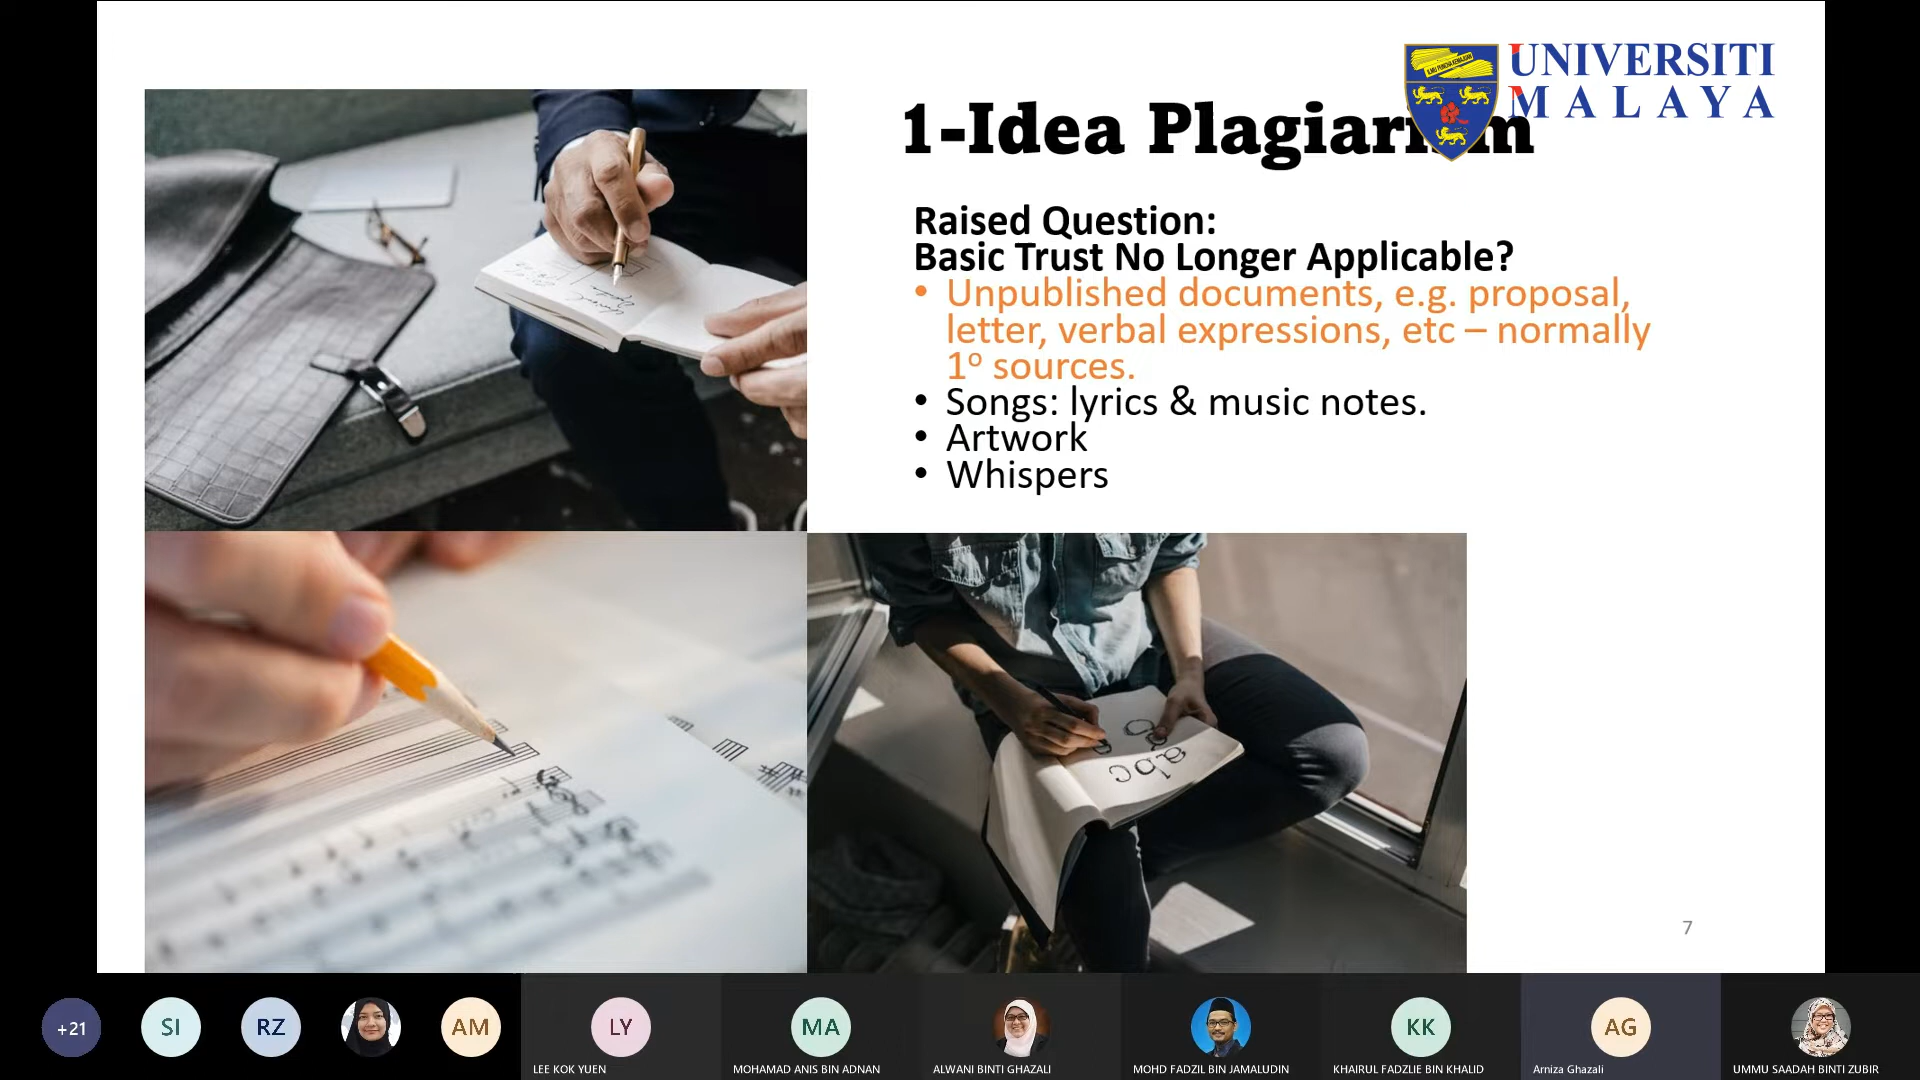 UNIVERSITI
MALAYA
1-Idea Plagiarism
Raised Question:
Basic Trust No Longer Applicable?
• Unpublished documents, e.g. proposal,
letter, verbal expressions, etc – normally
1º sources.
• Songs: lyrics & music notes.
• Artwork
• Whispers
abc
7
+21
SI
RZ
AM
LY
MA
KK
AG
LEE KOK YUEN
MOHAMAD ANIS BIN ADNAN
ALWANI BINTI GHAZALI
MOHD FADZIL BIN JAMALUDIN
KHAIRUL FADZLIE BIN KHALID
Arniza Ghazali
UMMU SAADAH BINTI ZUBIR